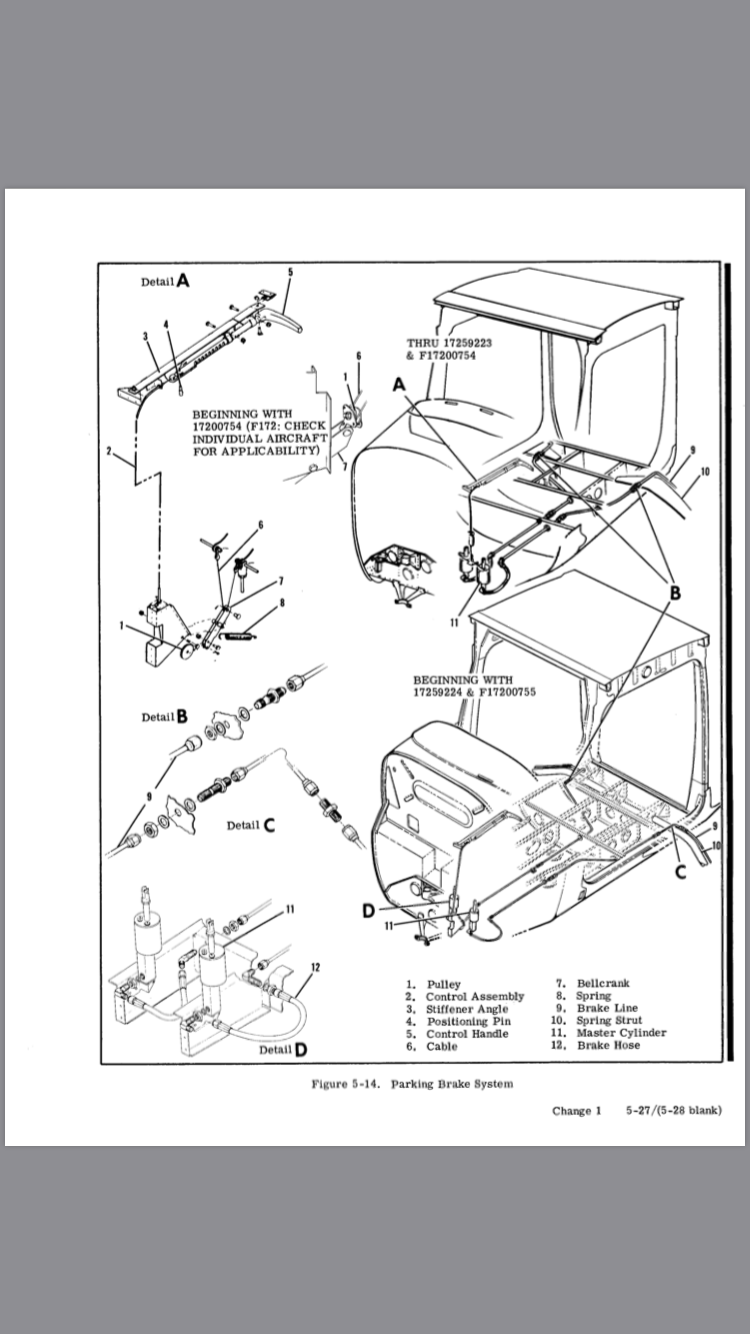 Detail A
5
4
3
THRU 17259223
& F17200754
6
1
A
BEGINNING WITH
17200754 (F172: CHECK
INDIVIDUAL AIRCRAFT
FOR APPLICABILITY)
2
7
9
10
6
7
8
1
B
11
BEGINNING WITH
17259224 & F17200755
Detail B
9
Detail C
9
10
C
D
11
11
12
Detail D
1. Pulley
2. Control Assembly
3. Stiffener Angle
4. Positioning Pin
5. Control Handle
6. Cable
7. Bellcrank
8. Spring
9. Brake Line
10. Spring Strut
11. Master Cylinder
12. Brake Hose
Figure 5-14. Parking Brake System
Change 1 5-27/(5-28 blank)